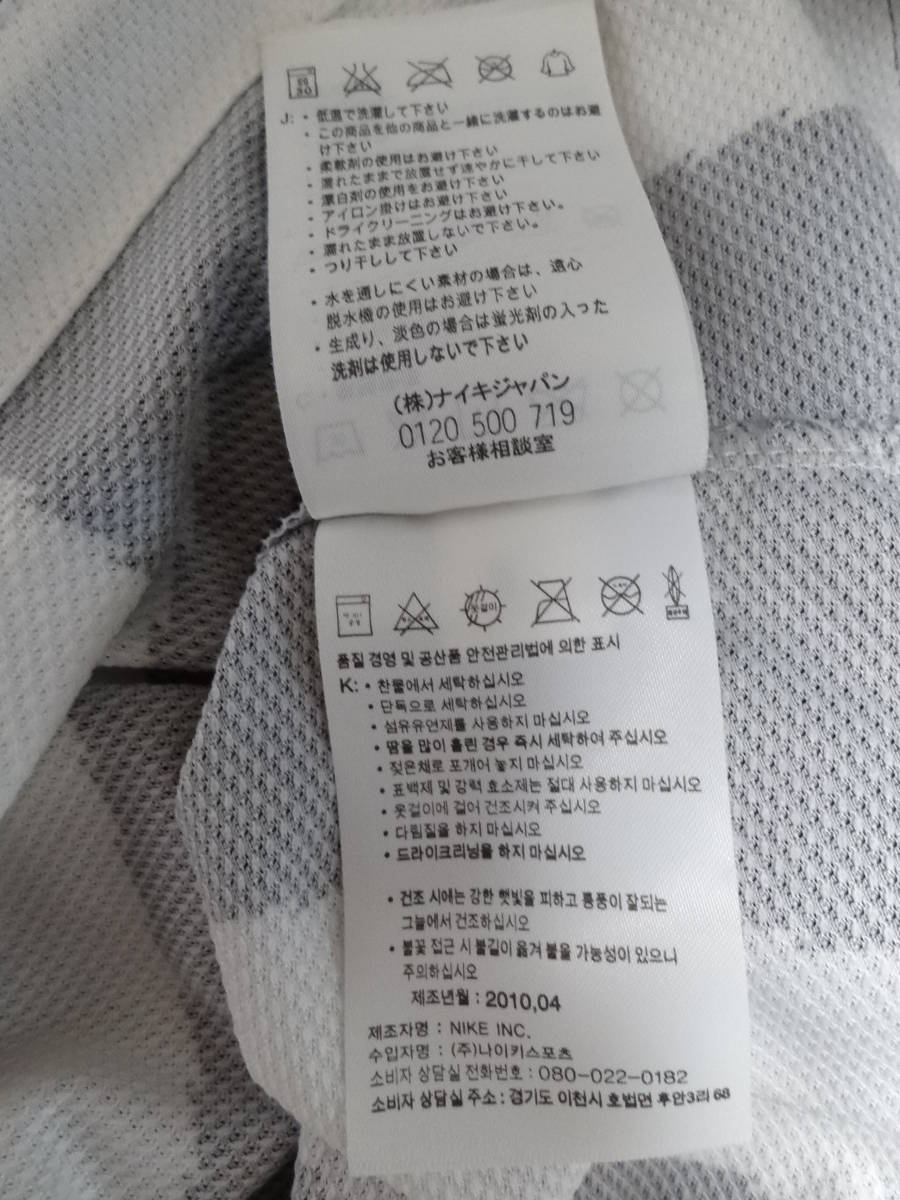 J: • 低温で洗濯して下さい
• この商品を他の商品と一緒に洗濯するのはお避
け下さい
• 柔軟剤の使用はお避け下さい
• 濡れたままで放置せず速やかに干して下さい
• 漂白剤の使用をお避け下さい
• アイロン掛けはお避け下さい
• ドライクリーニングはお避け下さい。
• 濡れたまま放置しないで下さい。
• つり干しして下さい
• 水を通しにくい素材の場合は、遠心
脱水機の使用はお避け下さい
• 生成り、淡色の場合は蛍光剤の入った
洗剤は使用しないで下さい
(株)ナイキジャパン
0120 500 719
お客様相談室
품질 경영 및 공산품 안전관리법에 의한 표시
K: • 찬물에서 세탁하십시오
• 단독으로 세탁하십시오
• 섬유유연제를 사용하지 마십시오
• 땀을 많이 흘린 경우 즉시 세탁하여 주십시오
• 젖은채로 포개어 놓지 마십시오
• 표백제 및 강력 효소제는 절대 사용하지 마십시오
• 옷걸이에 걸어 건조시켜 주십시오
• 다림질을 하지 마십시오
• 드라이크리닝을 하지 마십시오
• 건조 시에는 강한 햇빛을 피하고 통풍이 잘되는
그늘에서 건조하십시오
• 불꽃 접근 시 불길이 옮겨 붙을 가능성이 있으니
주의하십시오
제조년월 : 2010,04
제조자명 : NIKE INC.
수입자명 : (주)나이키스포츠
소비자 상담실 전화번호 : 080-022-0182
소비자 상담실 주소 : 경기도 이천시 호법면 후안3리 68